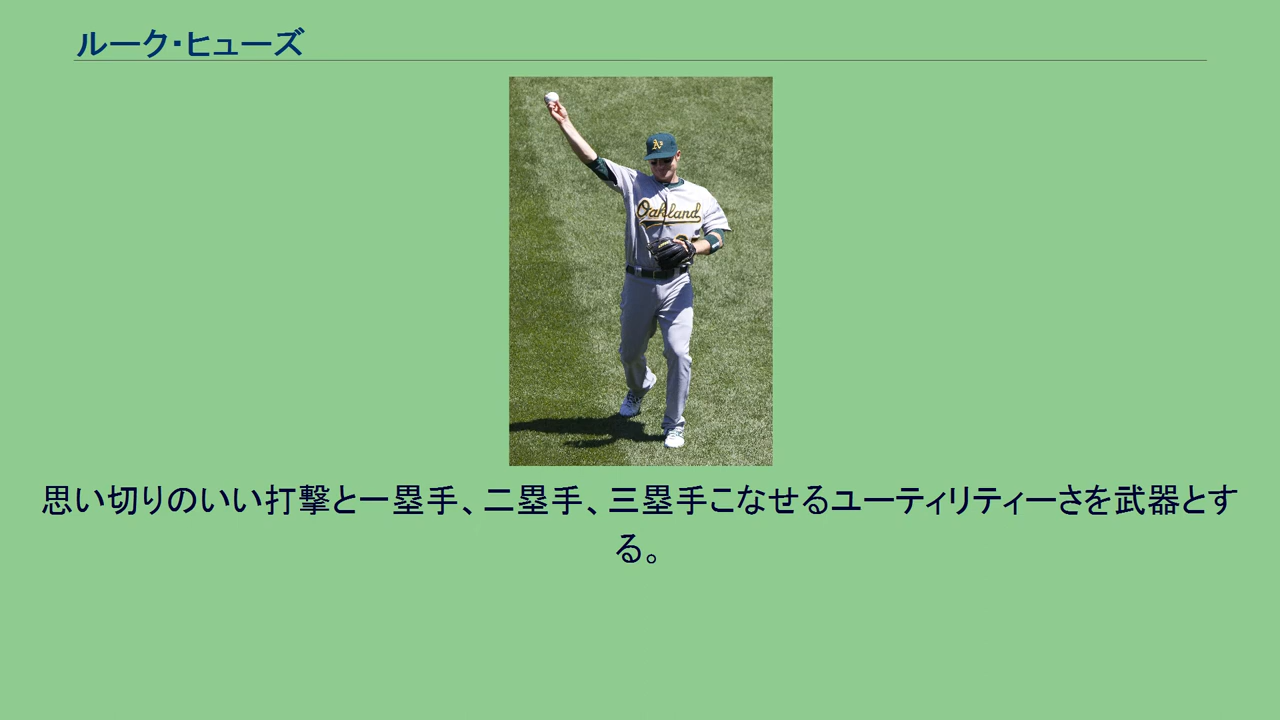 ルーク・ヒューズ
A's
Oakland
思い切りのいい打撃と一塁手、二塁手、三塁手こなせるユーティリティーさを武器とす
る。